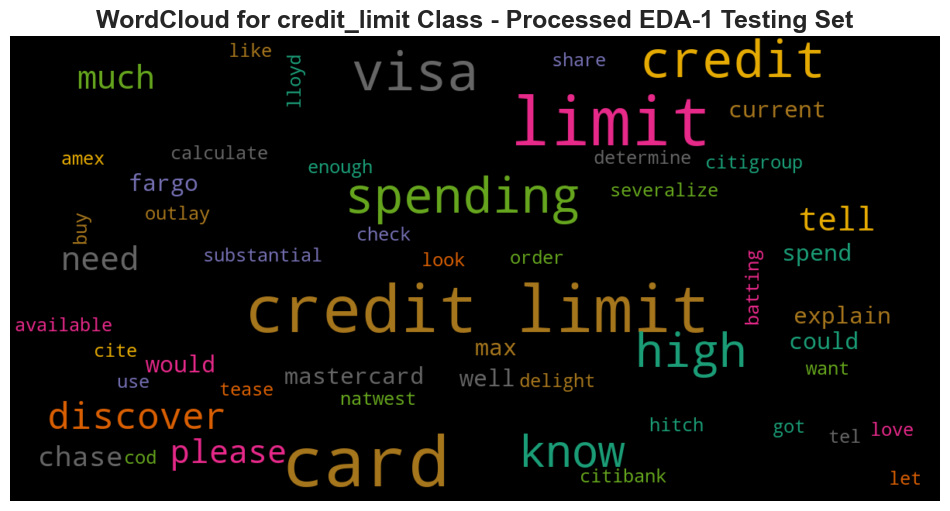 WordCloud for credit_limit Class - Processed EDA-1 Testing Set
like
share
credit
much
lloyd
visa
limit
current
amex
calculate
enough
determine
citigroup
fargo
spending
severalize
buy
outlay
tell
need
substantial
check
look
order
batting
spend
available
credit limit
explain
cite
would
max
high
could
use
tease
mastercard
well
delight
want
discover
natwest
hitch
got
tel
love
chase
cod
please
card
know
citibank
let